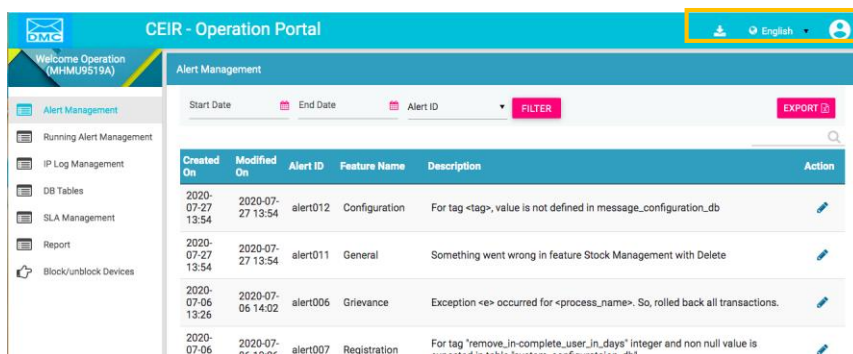 DMC
CEIR - Operation Portal
English
Welcome Operation
(MHMU9519A)
Alert Management
Alert Management
Running Alert Management
IP Log Management
DB Tables
SLA Management
Report
Block/unblock Devices
Start Date
End Date
Alert ID
FILTER
EXPORT
Created On Modified On Alert ID Feature Name Description Action
2020-07-27 13:54 2020-07-27 13:54 alert012 Configuration For tag <tag>, value is not defined in message_configuration_db
2020-07-27 13:54 2020-07-27 13:54 alert011 General Something went wrong in feature Stock Management with Delete
2020-07-06 13:26 2020-07-06 14:02 alert006 Grievance Exception <e> occurred for <process_name>. So, rolled back all transactions.
2020-07-06 2020-07- alert007 Registration For tag "remove_in-complete_user_in_days" integer and non null value is